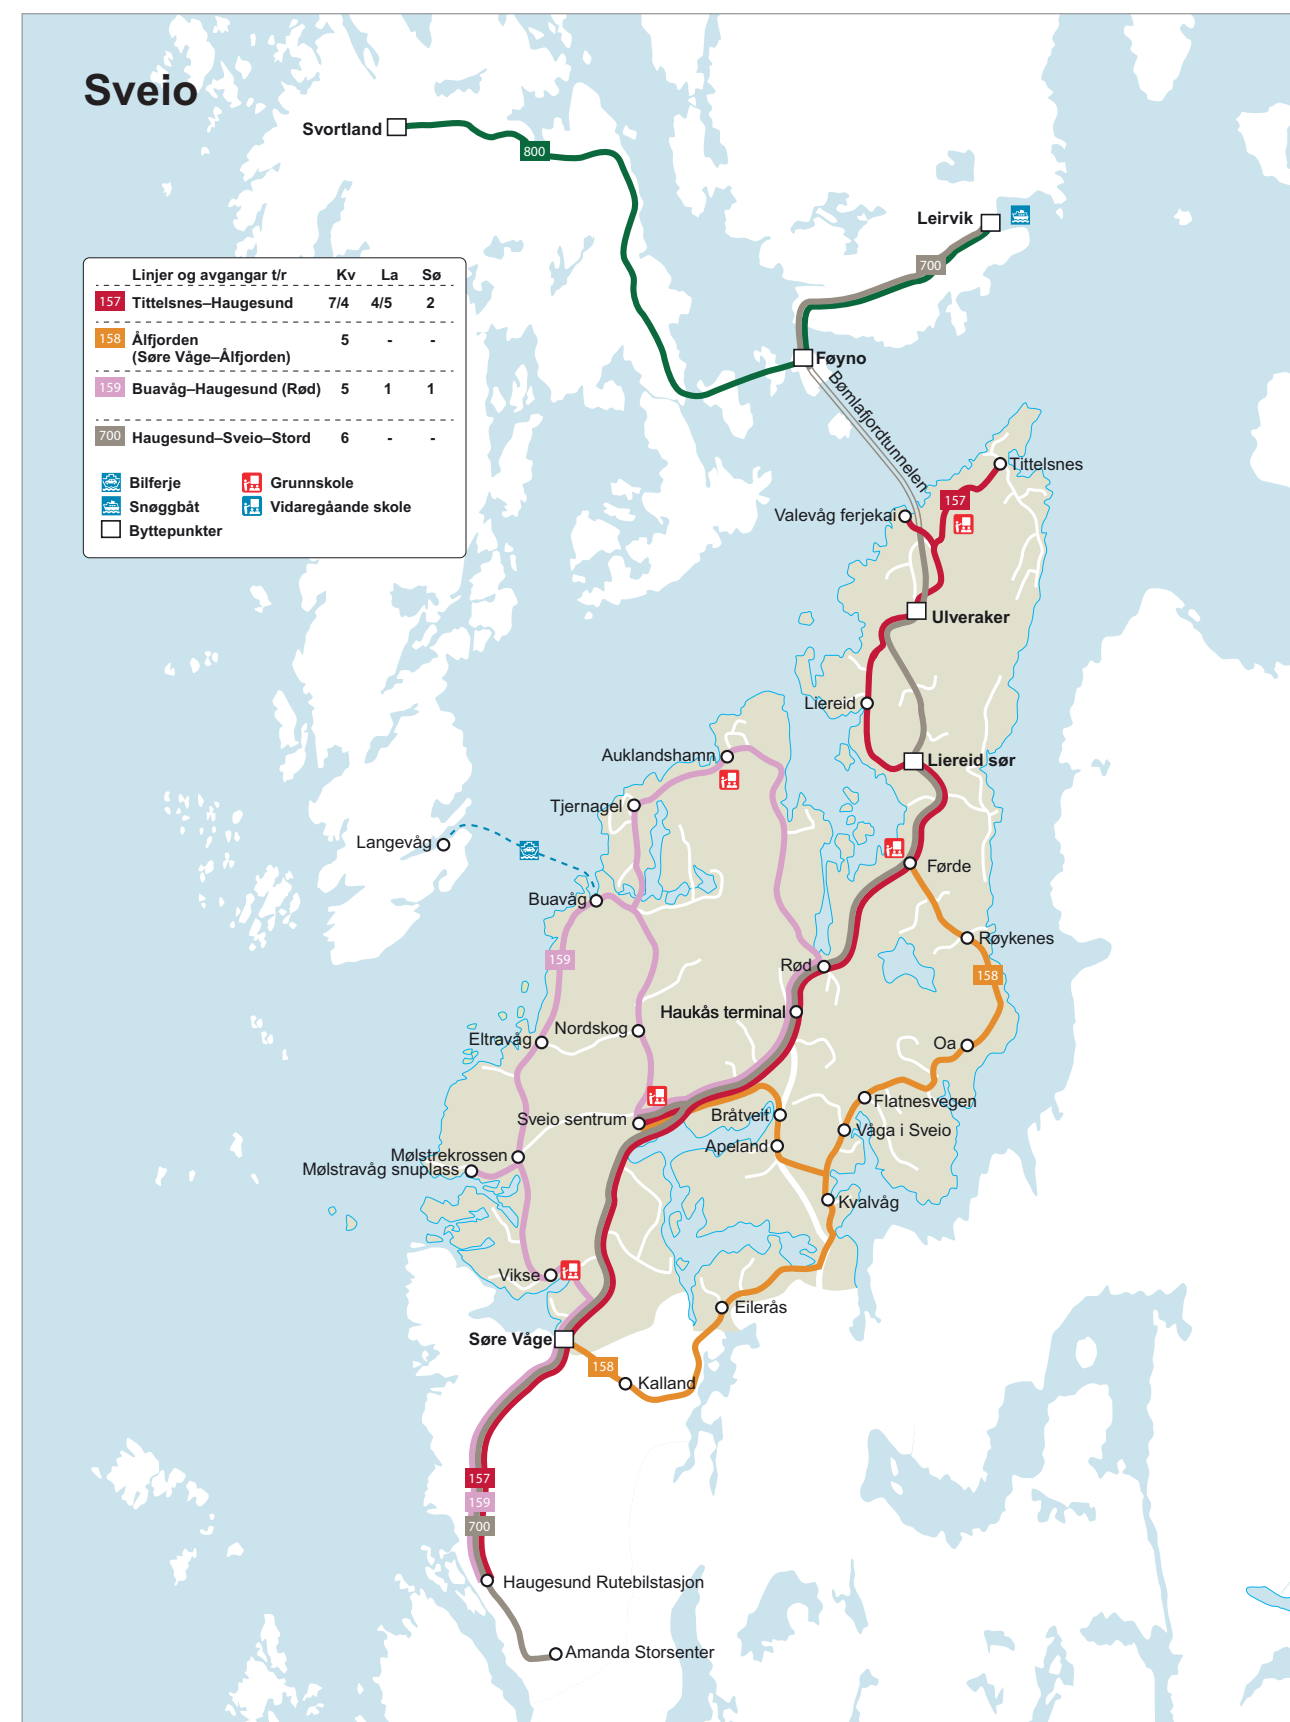 Sveio
Svortland
800
Leirvik
700
Linjer og avgangar t/r Kv La Sø
157 Tittelsnes–Haugesund 7/4 4/5 2
158 Ålfjorden 5 - -
(Søre Våge–Ålfjorden)
159 Buavåg–Haugesund (Rød) 5 1 1
700 Haugesund–Sveio–Stord 6 - -
Bilferje
Grunnskole
Snøggbåt
Vidaregåande skole
Byttepunkter
Føyno
Bømlafjordtunnelen
Tittelsnes
157
Valevåg ferjekai
Ulveraker
Liereid
Auklandshamn
Liereid sør
Tjernagel
Langevåg
Førde
Buavåg
Røykenes
159
Rød
158
Haukås terminal
Nordskog
Eltravåg
Oa
Flatnesvegen
Sveio sentrum
Bråtveit
Våga i Sveio
Apeland
Mølstrekrossen
Mølstravåg snuplass
Kvalvåg
Vikse
Eilerås
Søre Våge
158
Kalland
157
159
700
Haugesund Rutebilstasjon
Amanda Storsenter